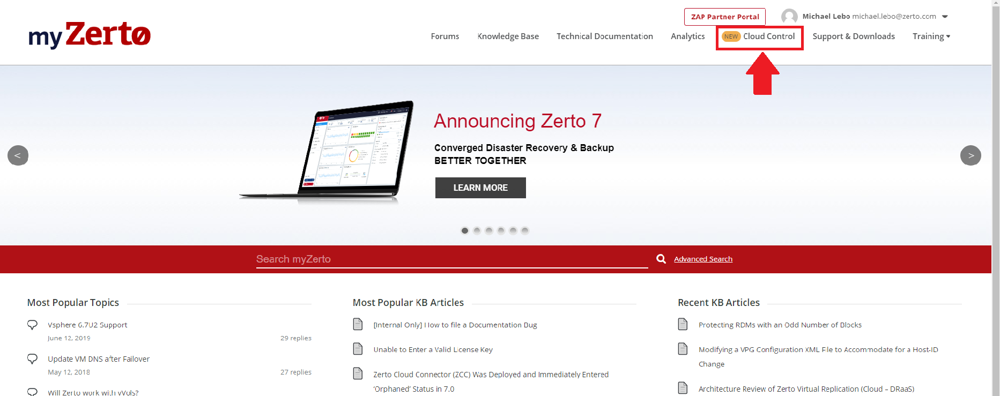 ZAP Partner Portal
Michael Lebo michael.lebo@zerto.com
myZerto
Forums Knowledge Base Technical Documentation Analytics NEW Cloud Control Support & Downloads Training
Announcing Zerto 7
Converged Disaster Recovery & Backup
BETTER TOGETHER
< >
LEARN MORE
Search myZerto Advanced Search
Most Popular Topics
Vsphere 6.7U2 Support
June 12, 2019 29 replies
Update VM DNS after Failover
May 12, 2018 27 replies
Will Zerto work with vVols?
Most Popular KB Articles
[Internal Only] How to file a Documentation Bug
Unable to Enter a Valid License Key
Zerto Cloud Connector (ZCC) Was Deployed and Immediately Entered
‘Orphaned’ Status in 7.0
Recent KB Articles
Protecting RDMs with an Odd Number of Blocks
Modifying a VPG Configuration XML File to Accommodate for a Host-ID
Change
Architecture Review of Zerto Virtual Replication (Cloud – DRaaS)